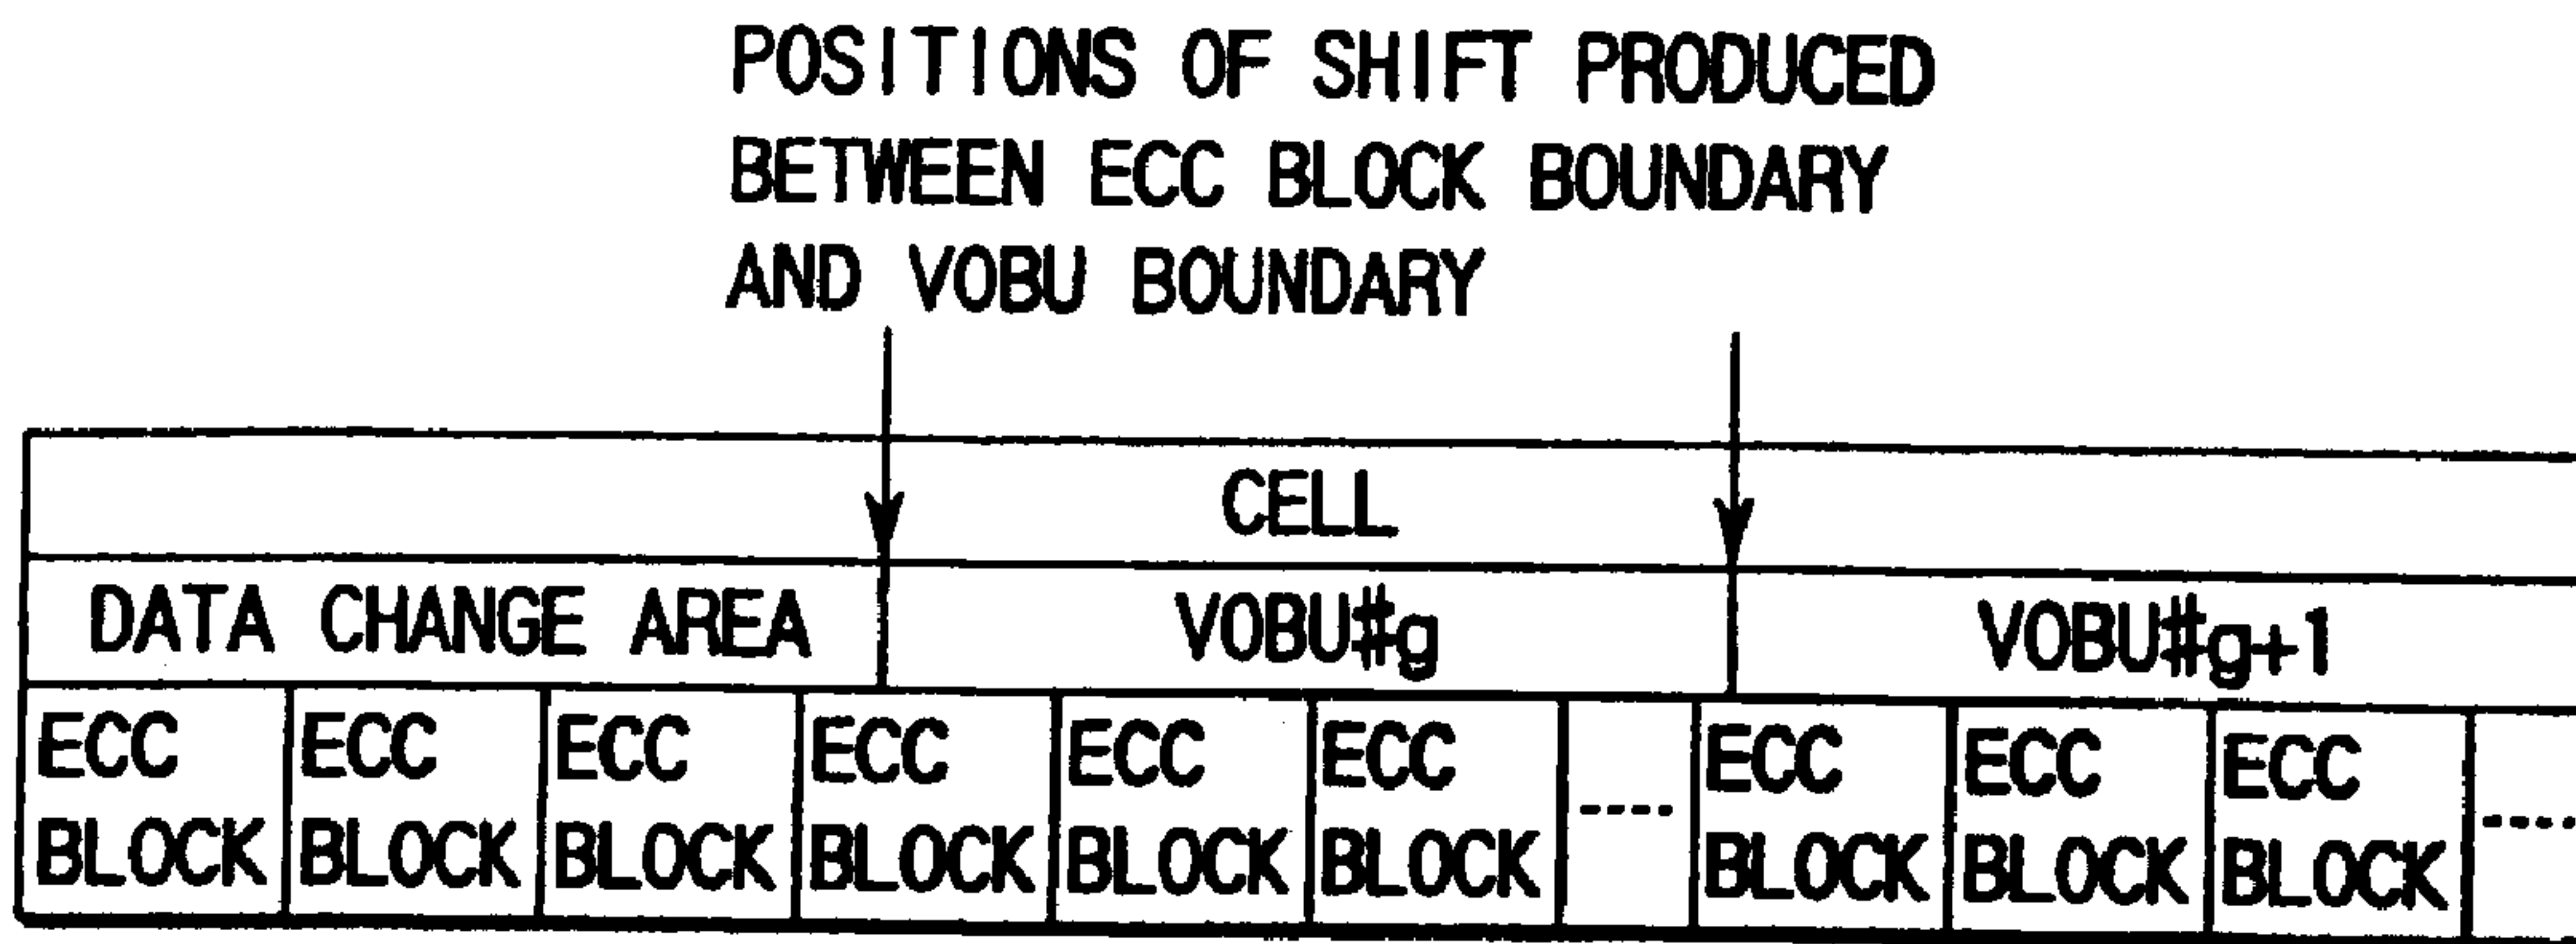 POSITIONS OF SHIFT PRODUCED
BETWEEN ECC BLOCK BOUNDARY
AND VOBU BOUNDARY
CELL
DATA CHANGE AREA VOBU#g VOBU#g+1
ECC ECC ECC ECC ECC ECC ---- ECC ECC ECC ----
BLOCK BLOCK BLOCK BLOCK BLOCK BLOCK BLOCK BLOCK BLOCK